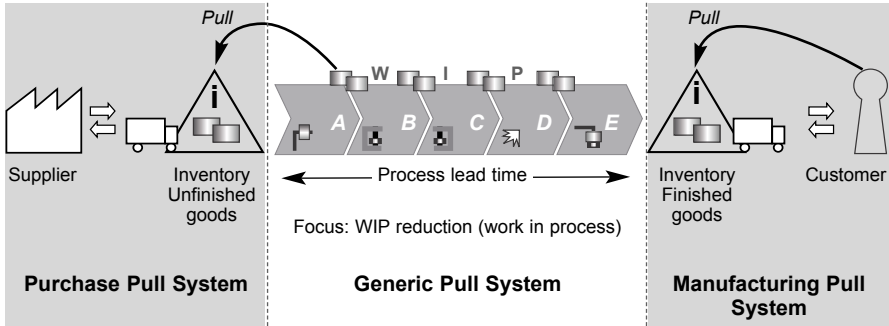 Pull
Pull
i
W I P
i
A B C D E
Supplier
Inventory
Unfinished
goods
Process lead time
Inventory
Finished
goods
Customer
Focus: WIP reduction (work in process)
Purchase Pull System
Generic Pull System
Manufacturing Pull
System